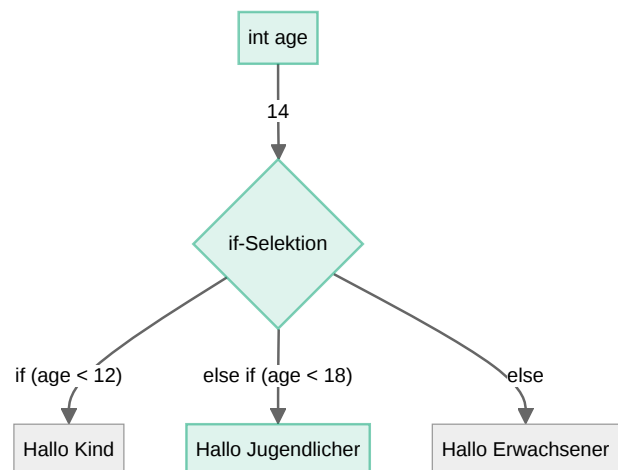 int age
14
if-Selektion
if (age < 12)
else if (age < 18)
else
Hallo Kind
Hallo Jugendlicher
Hallo Erwachsener